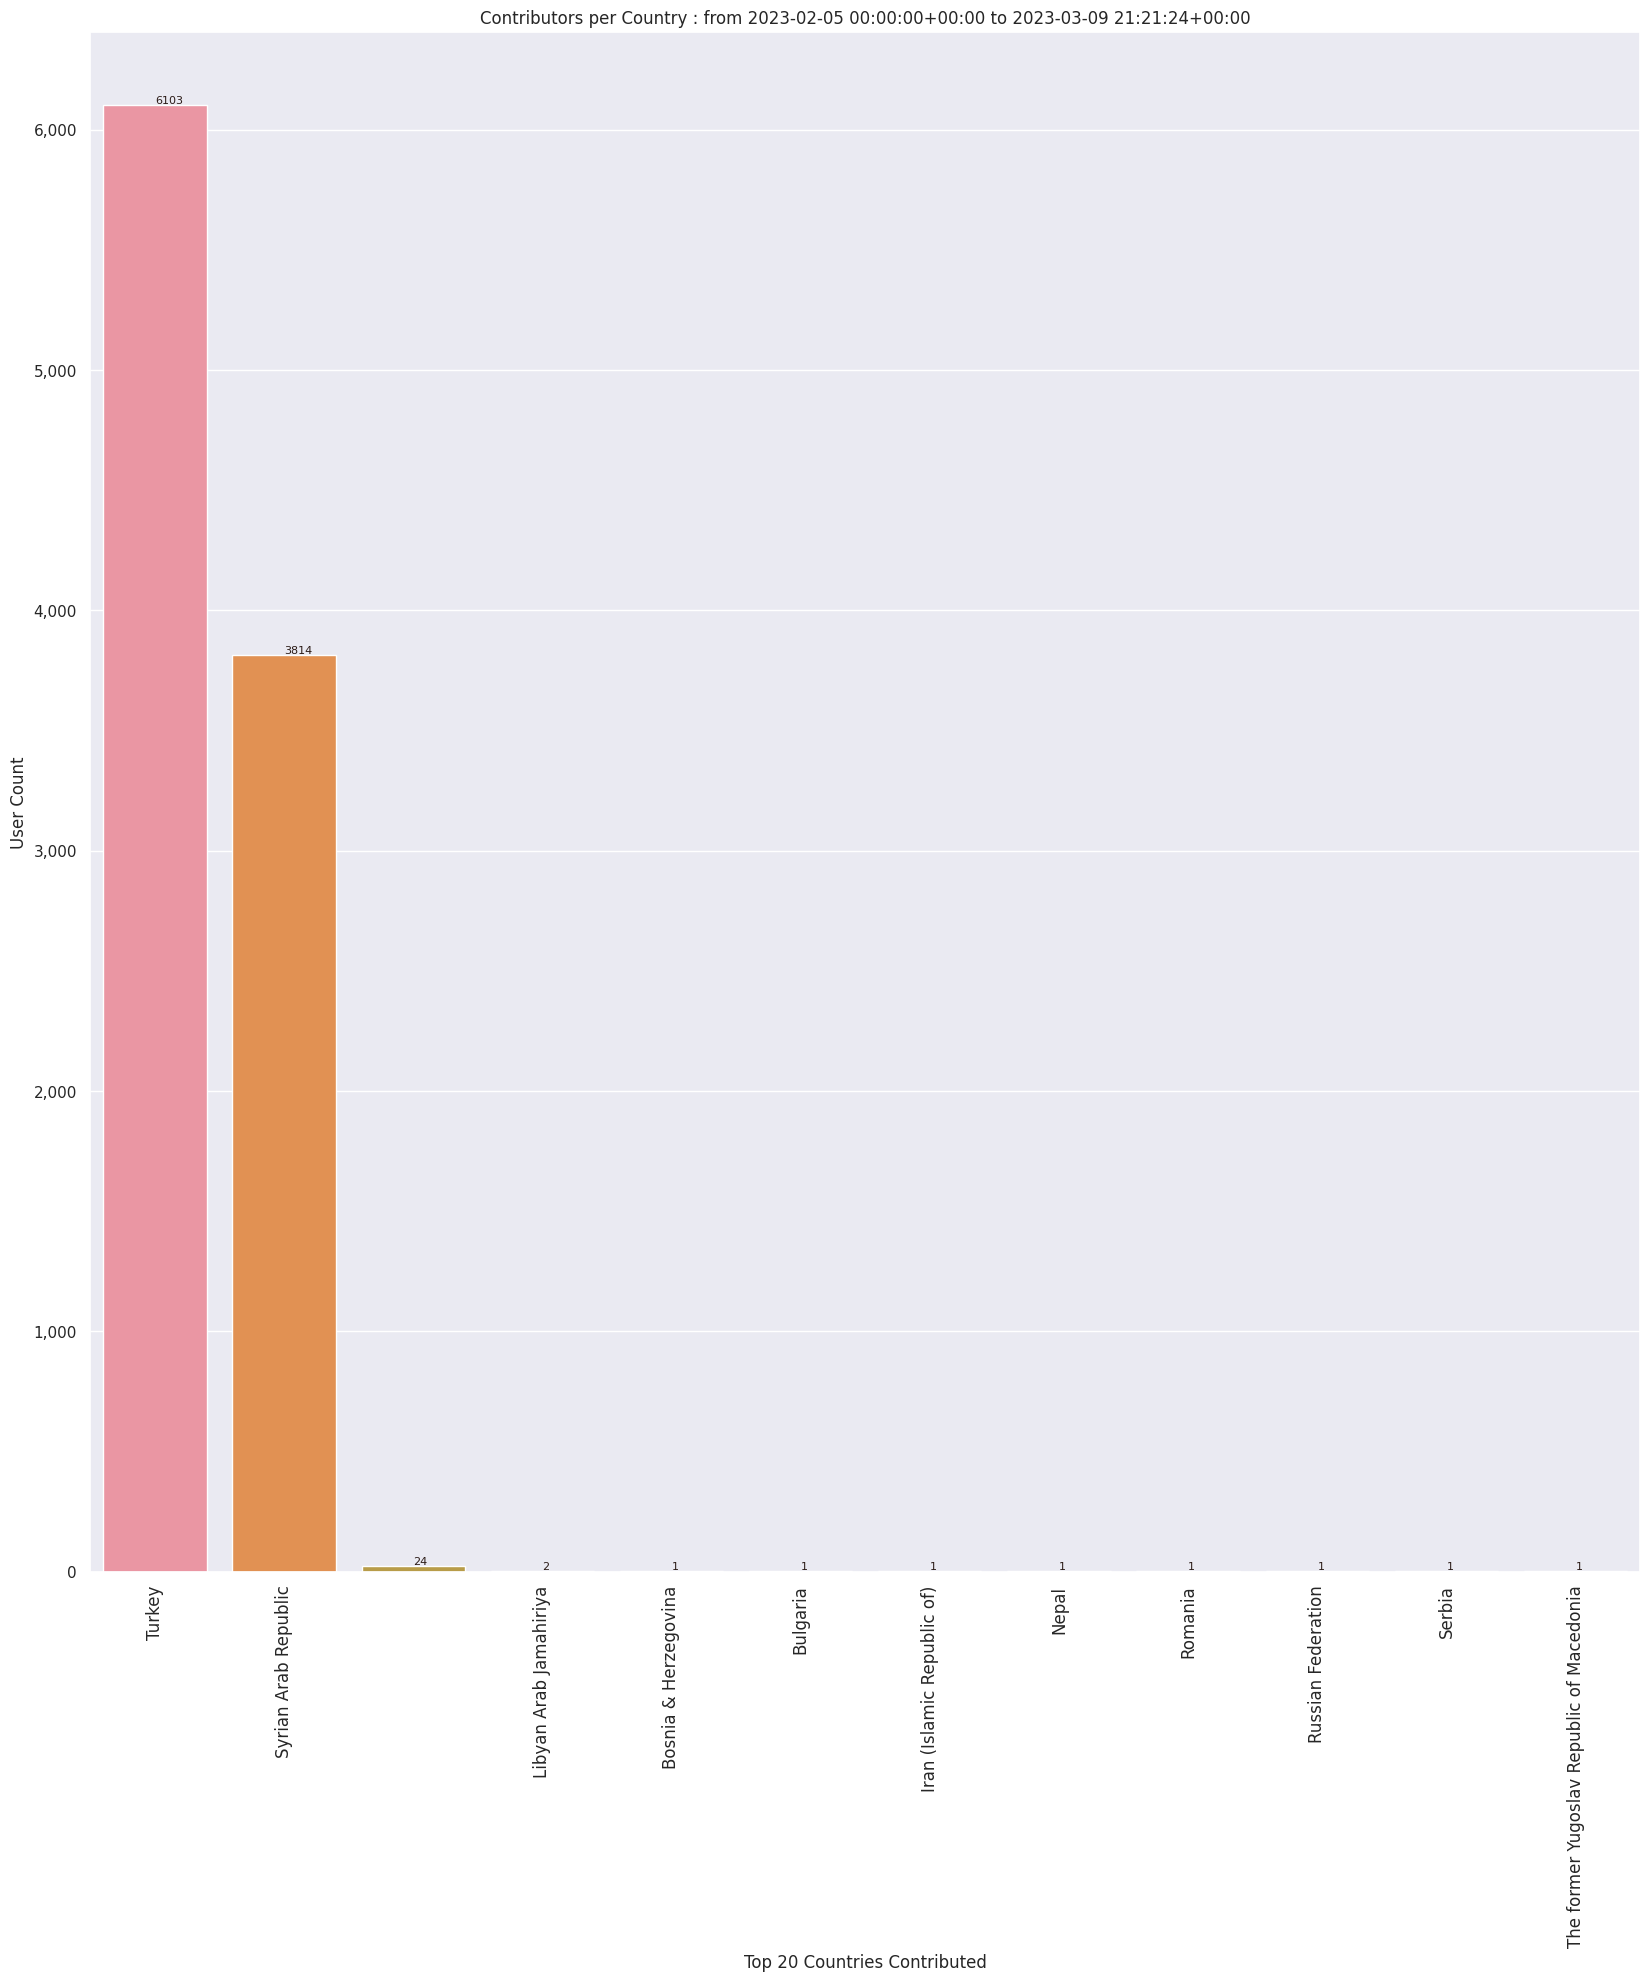 Contributors per Country : from 2023-02-05 00:00:00+00:00 to 2023-03-09 21:21:24+00:00
User Count
6,000
5,000
4,000
3,000
2,000
1,000
0
6103
3814
24
2
1
1
1
1
1
1
1
1
Turkey
Syrian Arab Republic
Libyan Arab Jamahiriya
Bosnia & Herzegovina
Bulgaria
Iran (Islamic Republic of)
Nepal
Romania
Russian Federation
Serbia
The former Yugoslav Republic of Macedonia
Top 20 Countries Contributed